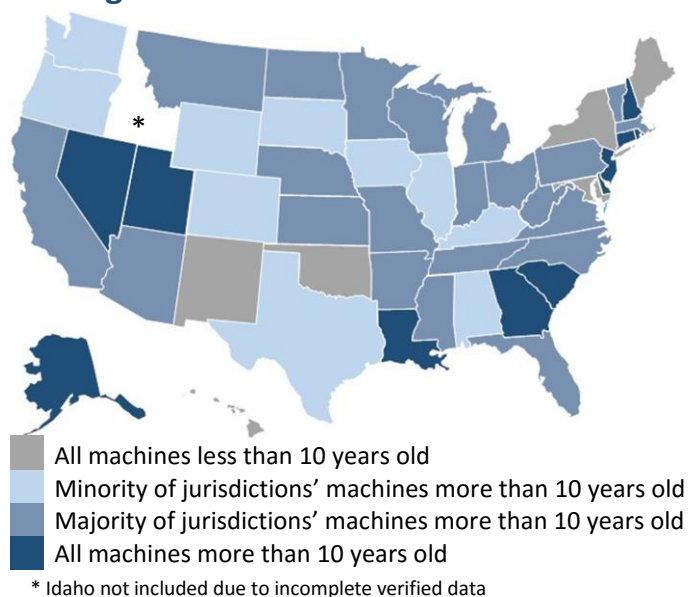 *
All machines less than 10 years old
Minority of jurisdictions’ machines more than 10 years old
Majority of jurisdictions’ machines more than 10 years old
All machines more than 10 years old
* Idaho not included due to incomplete verified data